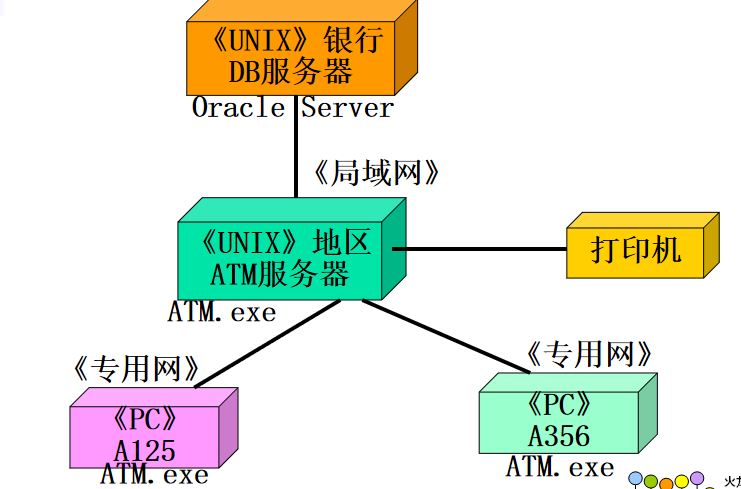 《UNIX》银行
DB服务器
Oracle Server
《局域网》
《UNIX》地区
ATM服务器
打印机
ATM.exe
《专用网》
《专用网》
《PC》
A125
ATM.exe
《PC》
A356
ATM.exe